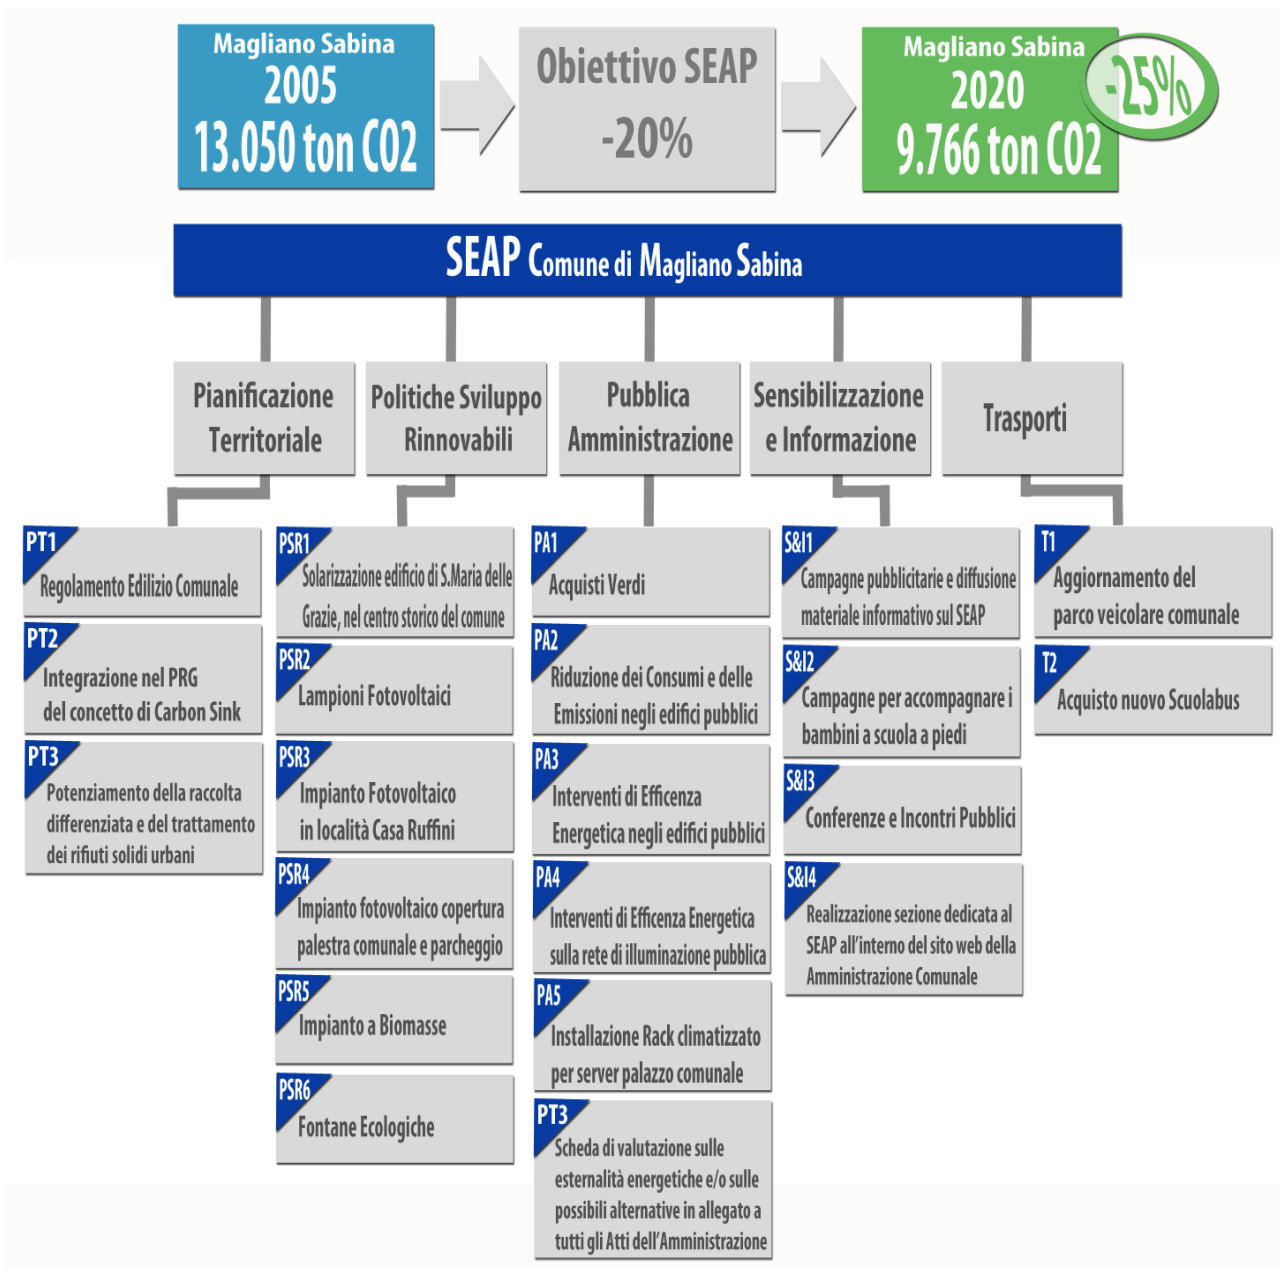 Magliano Sabina
2005
13.050 ton CO2
Obiettivo SEAP
-20%
Magliano Sabina
2020
9.766 ton CO2
-25%
SEAP Comune di Magliano Sabina
Pianificazione
Territoriale
Politiche Sviluppo
Rinnovabili
Pubblica
Amministrazione
Sensibilizzazione
e Informazione
Trasporti
PT1
Regolamento Edilizio Comunale
PT2
Integrazione nel PRG
del concetto di Carbon Sink
PT3
Potenziamento della raccolta
differenziata e del trattamento
dei rifiuti solidi urbani
PSR1
Solarizzazione edificio di S.Maria delle
Grazie, nel centro storico del comune
PSR2
Lampioni Fotovoltaici
PSR3
Impianto Fotovoltaico
in località Casa Ruffini
PSR4
Impianto fotovoltaico copertura
palestra comunale e parcheggio
PSR5
Impianto a Biomasse
PSR6
Fontane Ecologiche
PA1
Acquisti Verdi
PA2
Riduzione dei Consumi e delle
Emissioni negli edifici pubblici
PA3
Interventi di Efficenza
Energetica negli edifici pubblici
PA4
Interventi di Efficenza Energetica
sulla rete di illuminazione pubblica
PA5
Installazione Rack climatizzato
per server palazzo comunale
PT3
Scheda di valutazione sulle
esternalità energetiche e/o sulle
possibili alternative in allegato a
tutti gli Atti dell'Amministrazione
S&I1
Campagne pubblicitarie e diffusione
materiale informativo sul SEAP
S&I2
Campagne per accompagnare i
bambini a scuola a piedi
S&I3
Conferenze e Incontri Pubblici
S&I4
Realizzazione sezione dedicata al
SEAP all'interno del sito web della
Amministrazione Comunale
T1
Aggiornamento del
parco veicolare comunale
T2
Acquisto nuovo Scuolabus